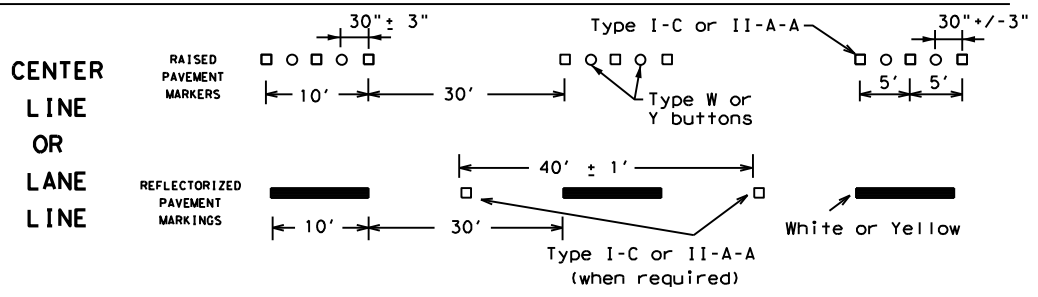 CENTER
LINE
OR
LANE
LINE
RAISED
PAVEMENT
MARKERS
30" ± 3"
10'
30'
Type I-C or II-A-A
Type W or
Y buttons
30"+/-3"
5'
5'
REFLECTORIZED
PAVEMENT
MARKINGS
40' ± 1'
10'
30'
Type I-C or II-A-A
(when required)
White or Yellow